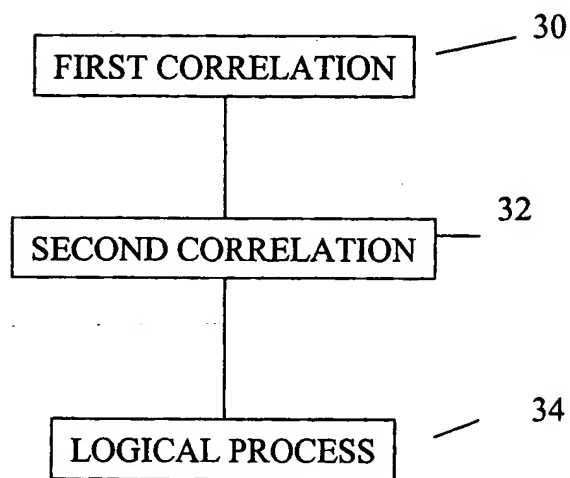 30
FIRST CORRELATION
32
SECOND CORRELATION
34
LOGICAL PROCESS